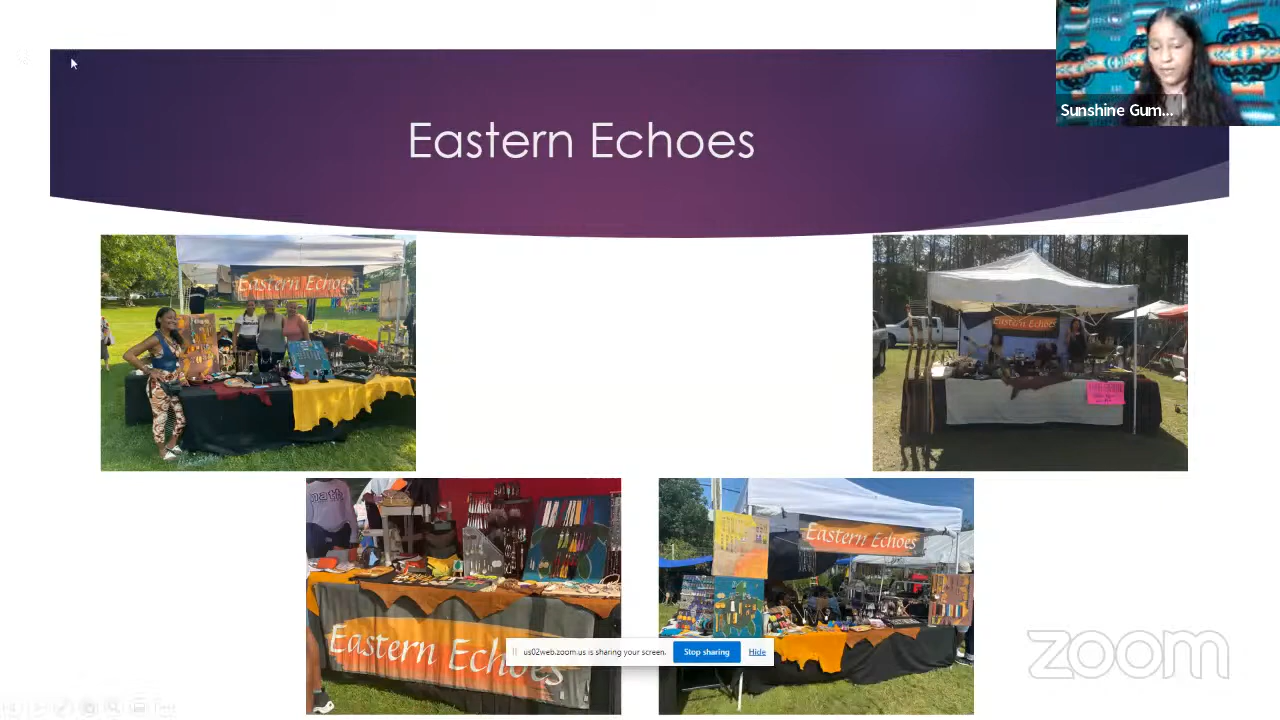 Sunshine Gum...
Eastern Echoes
Eastern Echoes
Eastern Echoes
Eastern Echoes
Eastern Echoes
us02web.zoom.us is sharing your screen.
Stop sharing
Hide
zoom